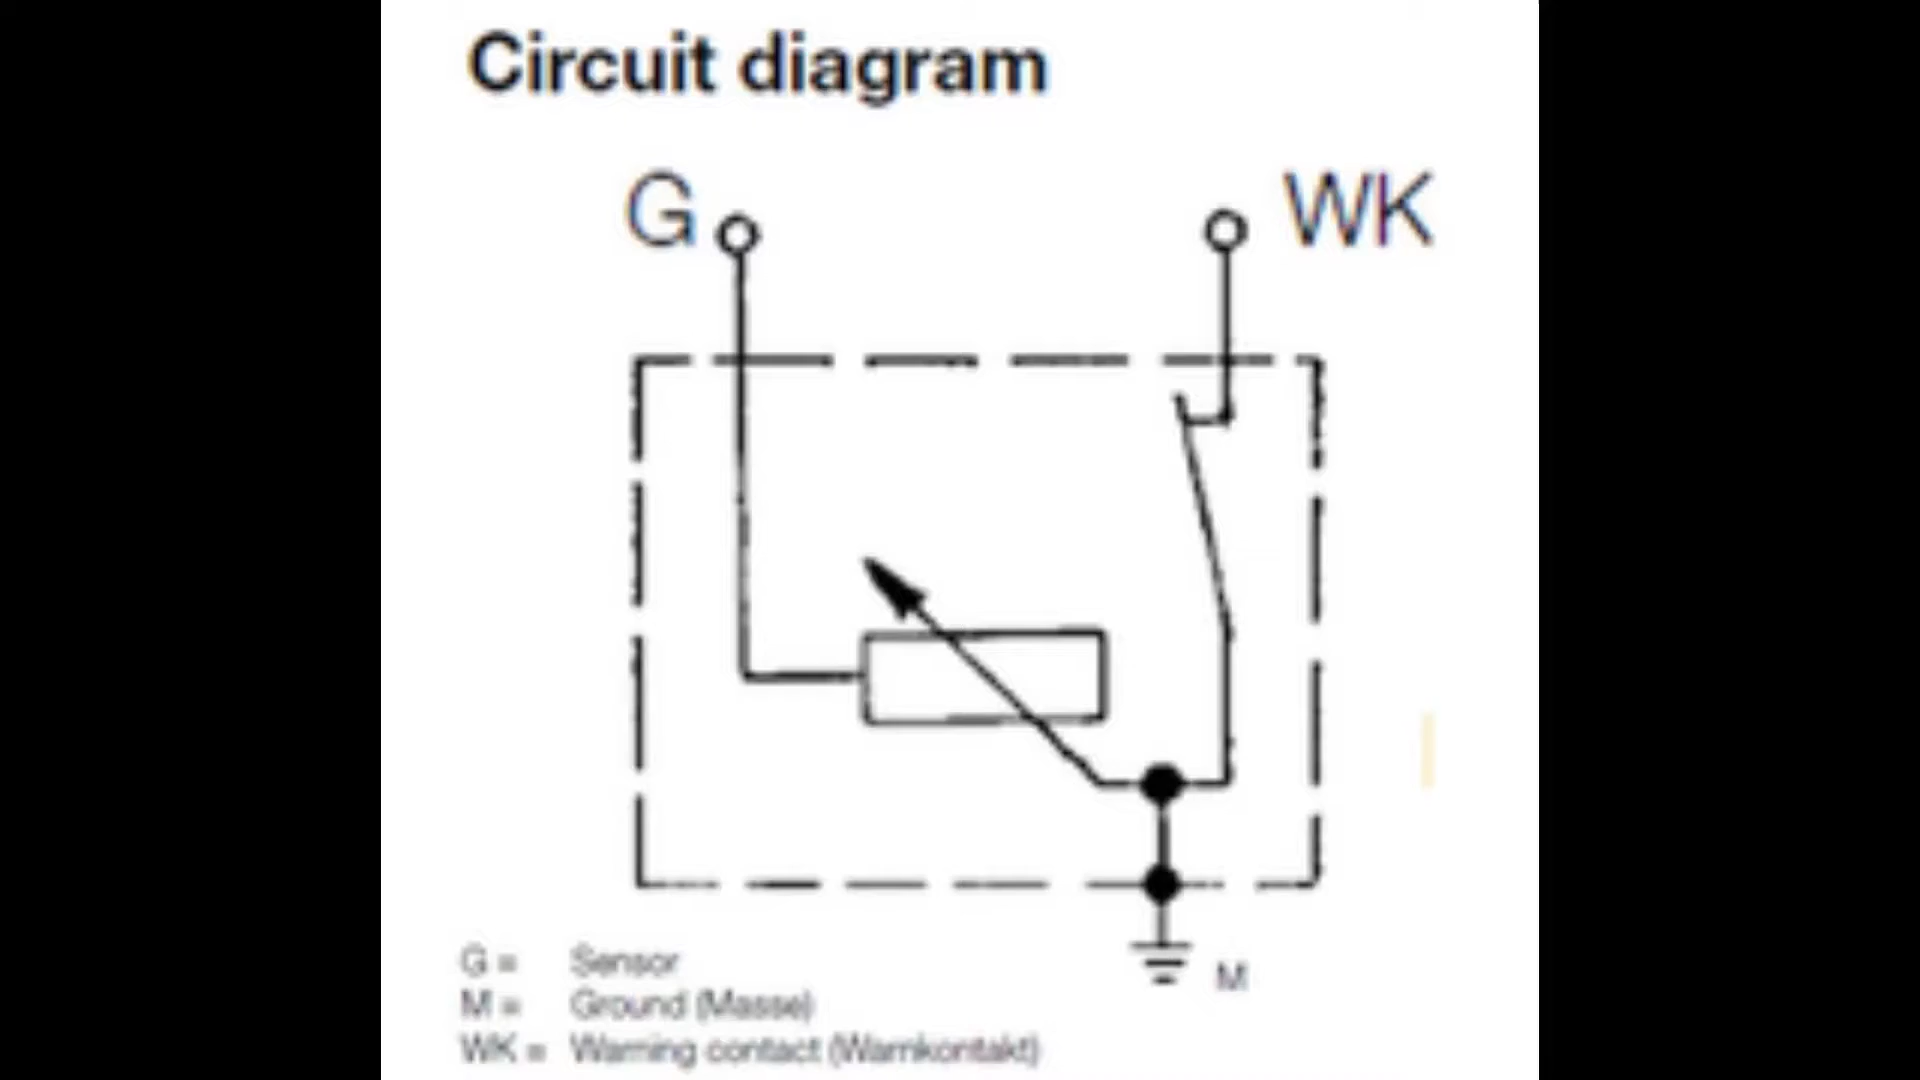 Circuit diagram
G WK
M
G = Sensor
M = Ground (Masse)
WK = Warning contact (Warnkontakt)